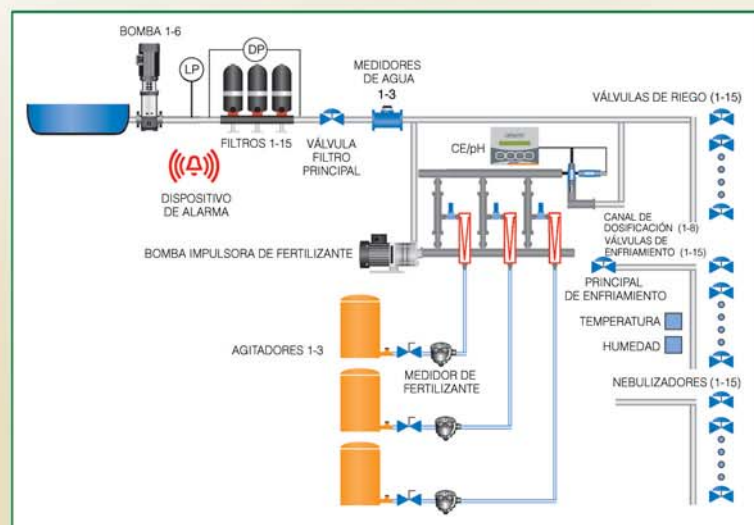 BOMBA 1-6
LP
DP
MEDIDORES
DE AGUA
1-3
VÁLVULAS DE RIEGO (1-15)
FILTROS 1-15
VÁLVULA
FILTRO
PRINCIPAL
CE/pH
DISPOSITIVO
DE ALARMA
BOMBA IMPULSORA DE FERTILIZANTE
CANAL DE
DOSIFICACIÓN (1-8)
VÁLVULAS DE
ENFRIAMIENTO (1-15)
PRINCIPAL
DE ENFRIAMIENTO
TEMPERATURA
HUMEDAD
AGITADORES 1-3
MEDIDOR DE
FERTILIZANTE
NEBULIZADORES (1-15)